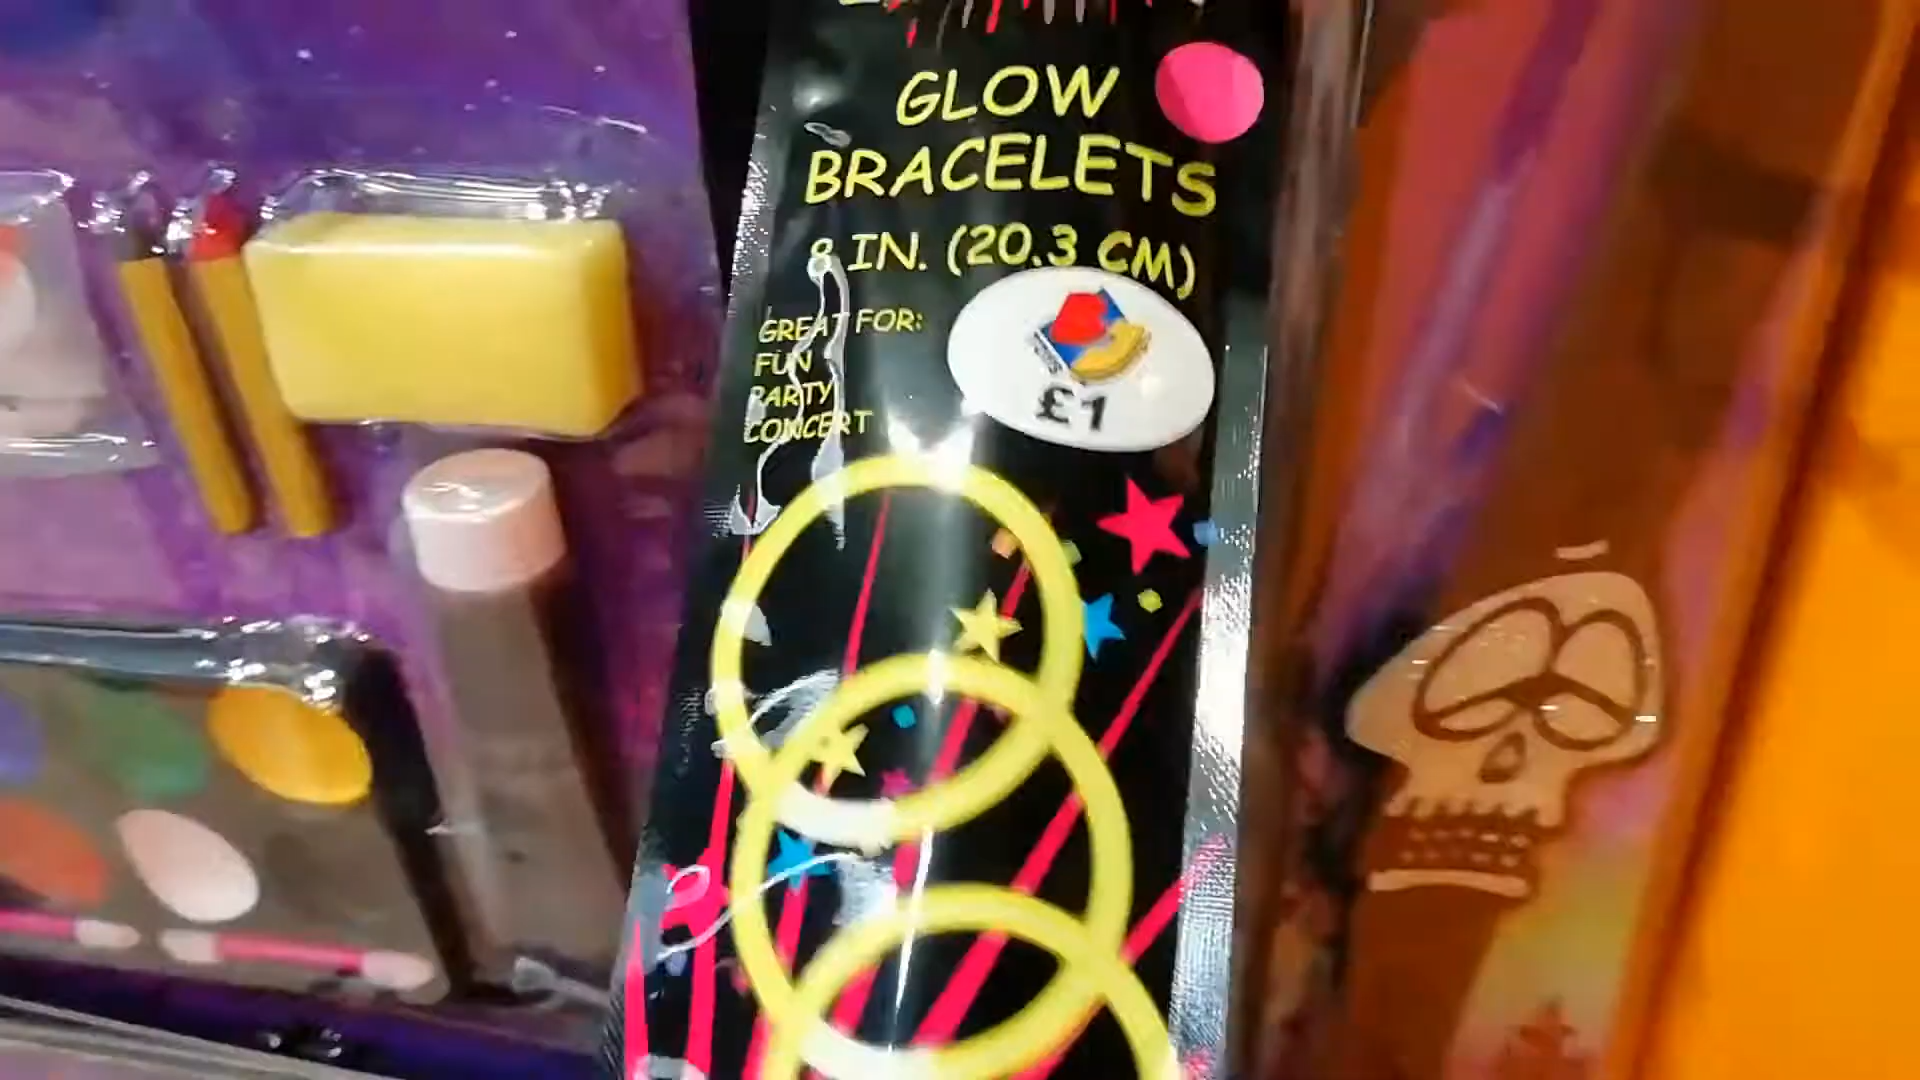 GLOW
BRACELETS
8 IN. (20.3 CM)
GREAT FOR:
FUN
PARTY
CONCERT
£1